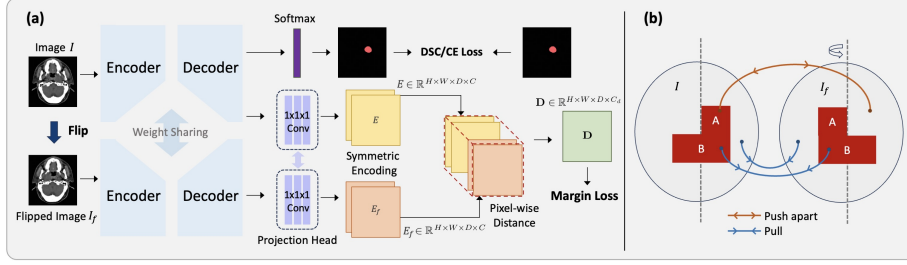 (a)
Image I
Encoder
Decoder
Softmax
DSC/CE Loss
Flip
Weight Sharing
1x1x1
Conv
E
E ∈ ℝ^{H×W×D×C}
Symmetric
Encoding
D ∈ ℝ^{H×W×D×C_d}
D
Margin Loss
Flipped Image I_f
Encoder
Decoder
1x1x1
Conv
Projection Head
E_f
E_f ∈ ℝ^{H×W×D×C}
Pixel-wise
Distance
(b)
I
I_f
A
B
A
B
Push apart
Pull